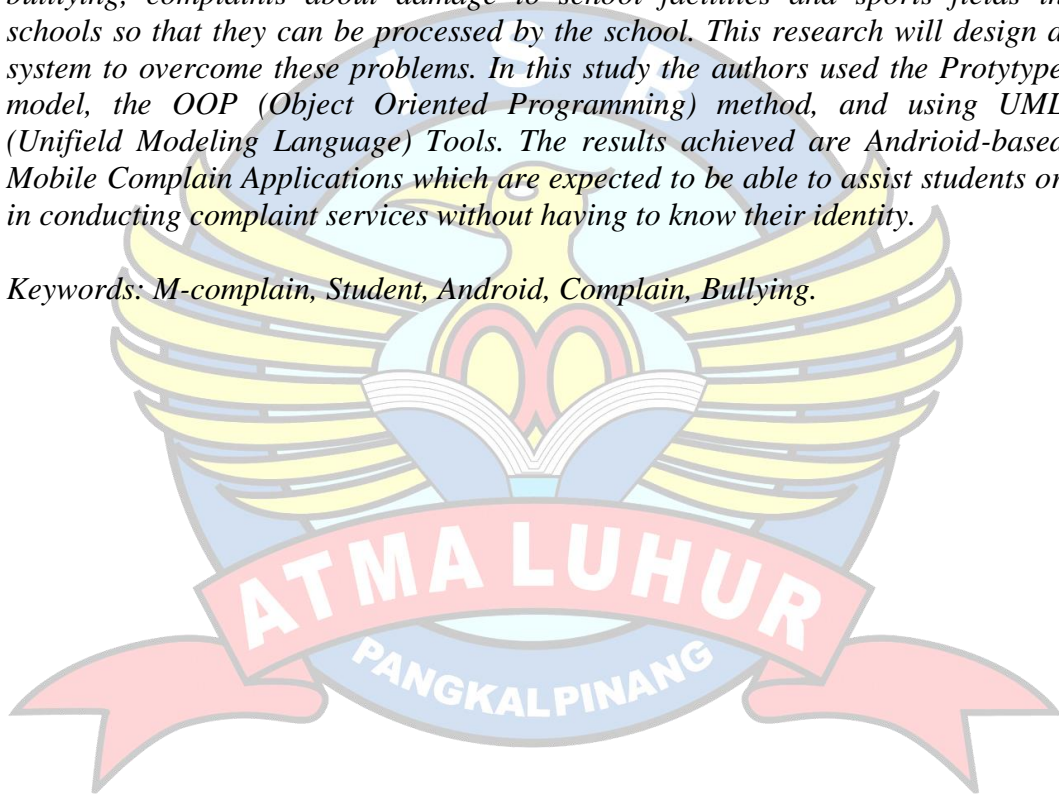 bullying, complaints about damage to school facilities and sports fields in
schools so that they can be processed by the school. This research will design a
system to overcome these problems. In this study the authors used the Protytype
model, the OOP (Object Oriented Programming) method, and using UML
(Unifield Modeling Language) Tools. The results achieved are Andrioid-based
Mobile Complain Applications which are expected to be able to assist students or
in conducting complaint services without having to know their identity.
Keywords: M-complain, Student, Android, Complain, Bullying.
I S B
ATMA LUHUR
PANGKALPINANG